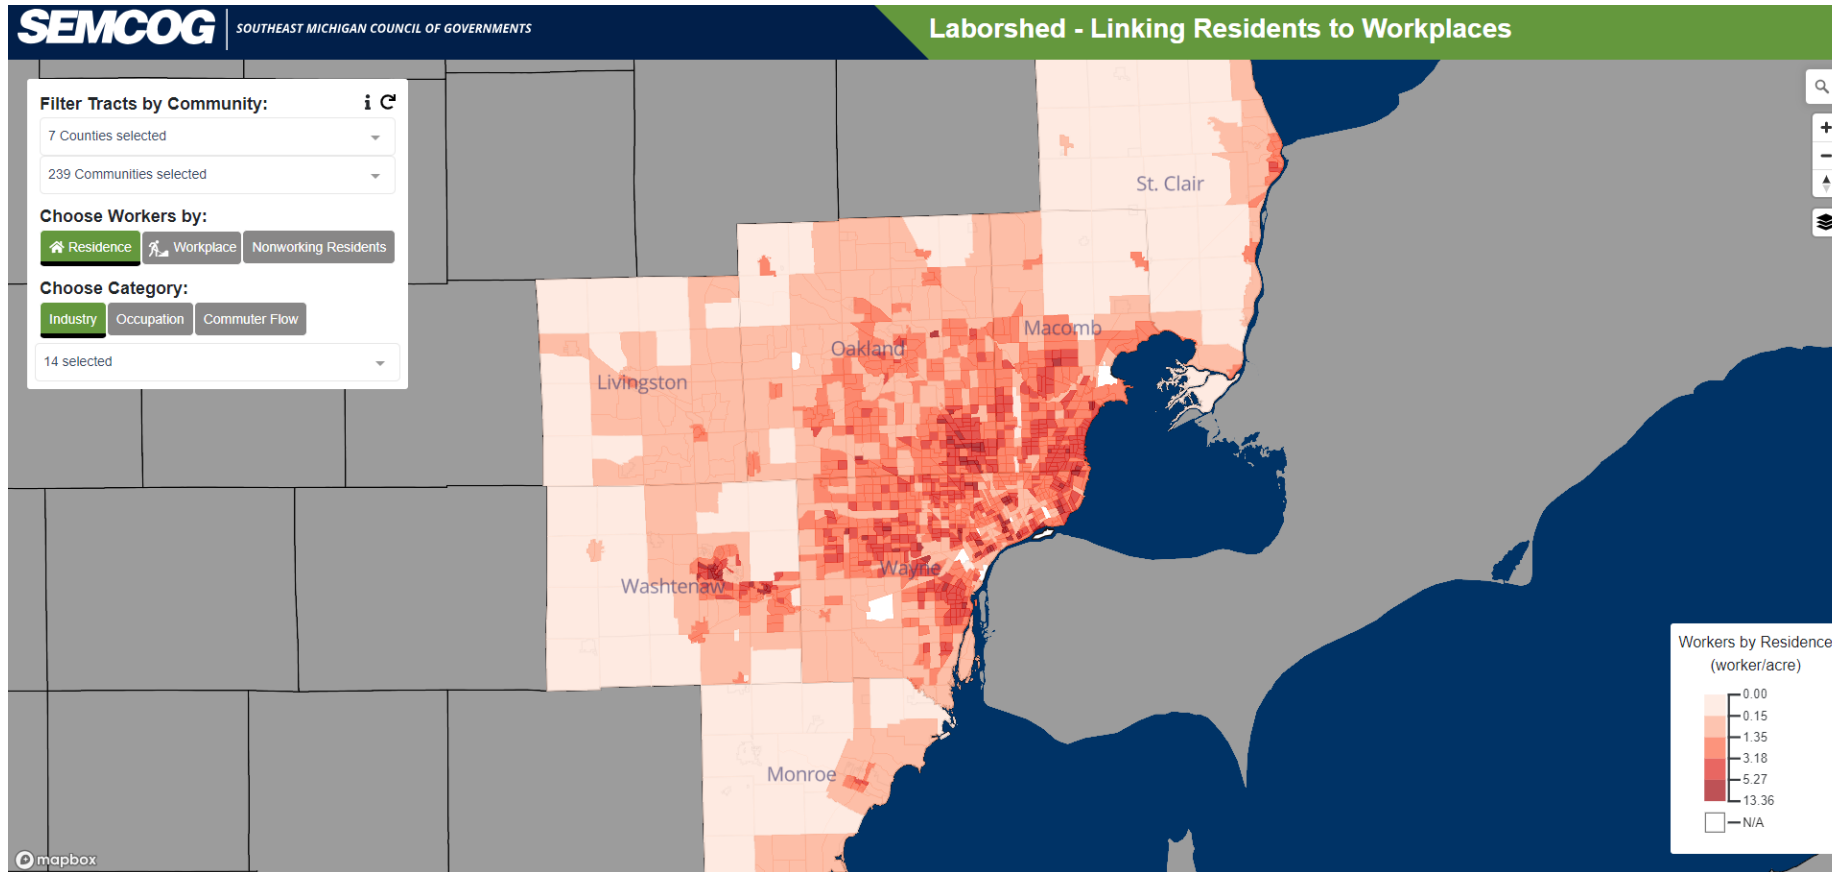 SEMCOG
SOUTHEAST MICHIGAN COUNCIL OF GOVERNMENTS
Laborshed - Linking Residents to Workplaces
Filter Tracts by Community:
7 Counties selected
239 Communities selected
Choose Workers by:
Residence Workplace Nonworking Residents
Choose Category:
Industry Occupation Commuter Flow
14 selected
St. Clair
Macomb
Oakland
Livingston
Wayne
Washtenaw
Monroe
Workers by Residence
(worker/acre)
0.00
0.15
1.35
3.18
5.27
13.36
N/A
mapbox